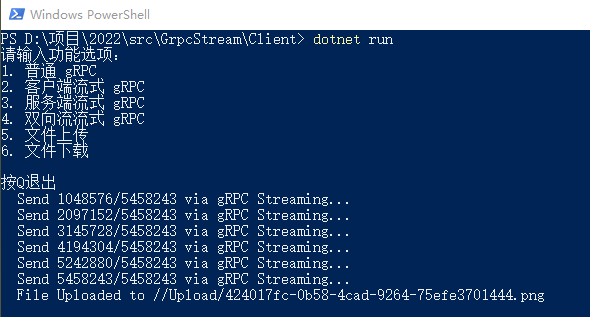 Windows PowerShell
PS D:\项目\2022\src\GrpcStream\Client> dotnet run
请输入功能选项：
1. 普通 gRPC
2. 客户端流式 gRPC
3. 服务端流式 gRPC
4. 双向流流式 gRPC
5. 文件上传
6. 文件下载
按Q退出
Send 1048576/5458243 via gRPC Streaming...
Send 2097152/5458243 via gRPC Streaming...
Send 3145728/5458243 via gRPC Streaming...
Send 4194304/5458243 via gRPC Streaming...
Send 5242880/5458243 via gRPC Streaming...
Send 5458243/5458243 via gRPC Streaming...
File Uploaded to //Upload/424017fc-0b58-4cad-9264-75efe3701444.png